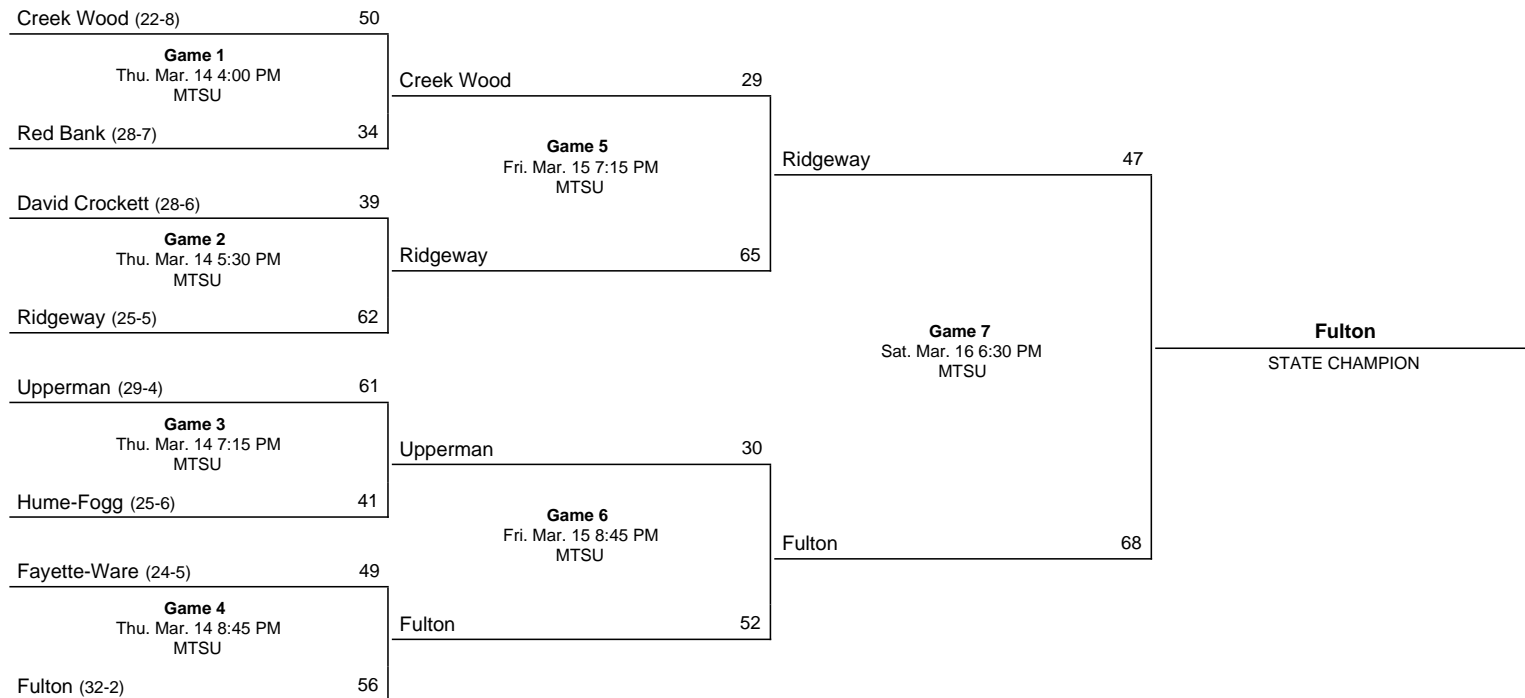 Creek Wood (22-8) 50
Game 1
Thu. Mar. 14 4:00 PM
MTSU
Red Bank (28-7) 34
David Crockett (28-6) 39
Game 2
Thu. Mar. 14 5:30 PM
MTSU
Ridgeway (25-5) 62
Upperman (29-4) 61
Game 3
Thu. Mar. 14 7:15 PM
MTSU
Hume-Fogg (25-6) 41
Fayette-Ware (24-5) 49
Game 4
Thu. Mar. 14 8:45 PM
MTSU
Fulton (32-2) 56
Creek Wood 29
Game 5
Fri. Mar. 15 7:15 PM
MTSU
Ridgeway 65
Upperman 30
Game 6
Fri. Mar. 15 8:45 PM
MTSU
Fulton 52
Ridgeway 47
Game 7
Sat. Mar. 16 6:30 PM
MTSU
Fulton 68
Fulton
STATE CHAMPION